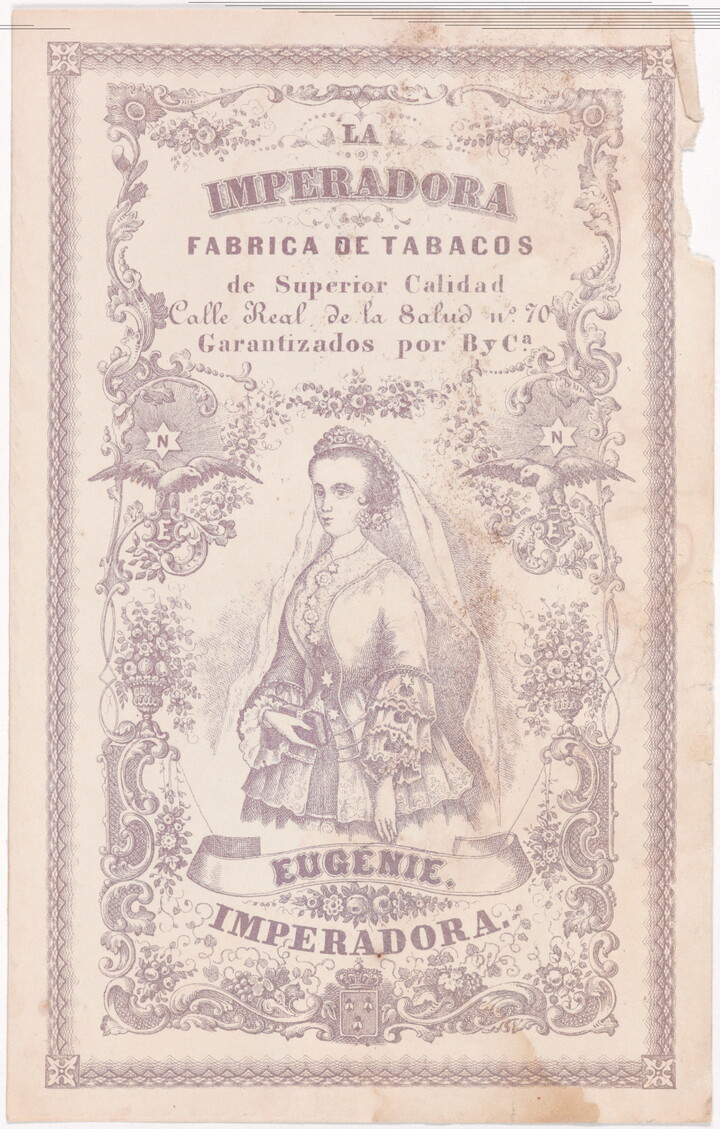 LA
IMPERADORA
FABRICA DE TABACOS
de Superior Calidad
Calle Real de la Salud nº. 70
Garantizados por B y Cª
N
N
E
E
EUGÉNIE.
IMPERADORA.